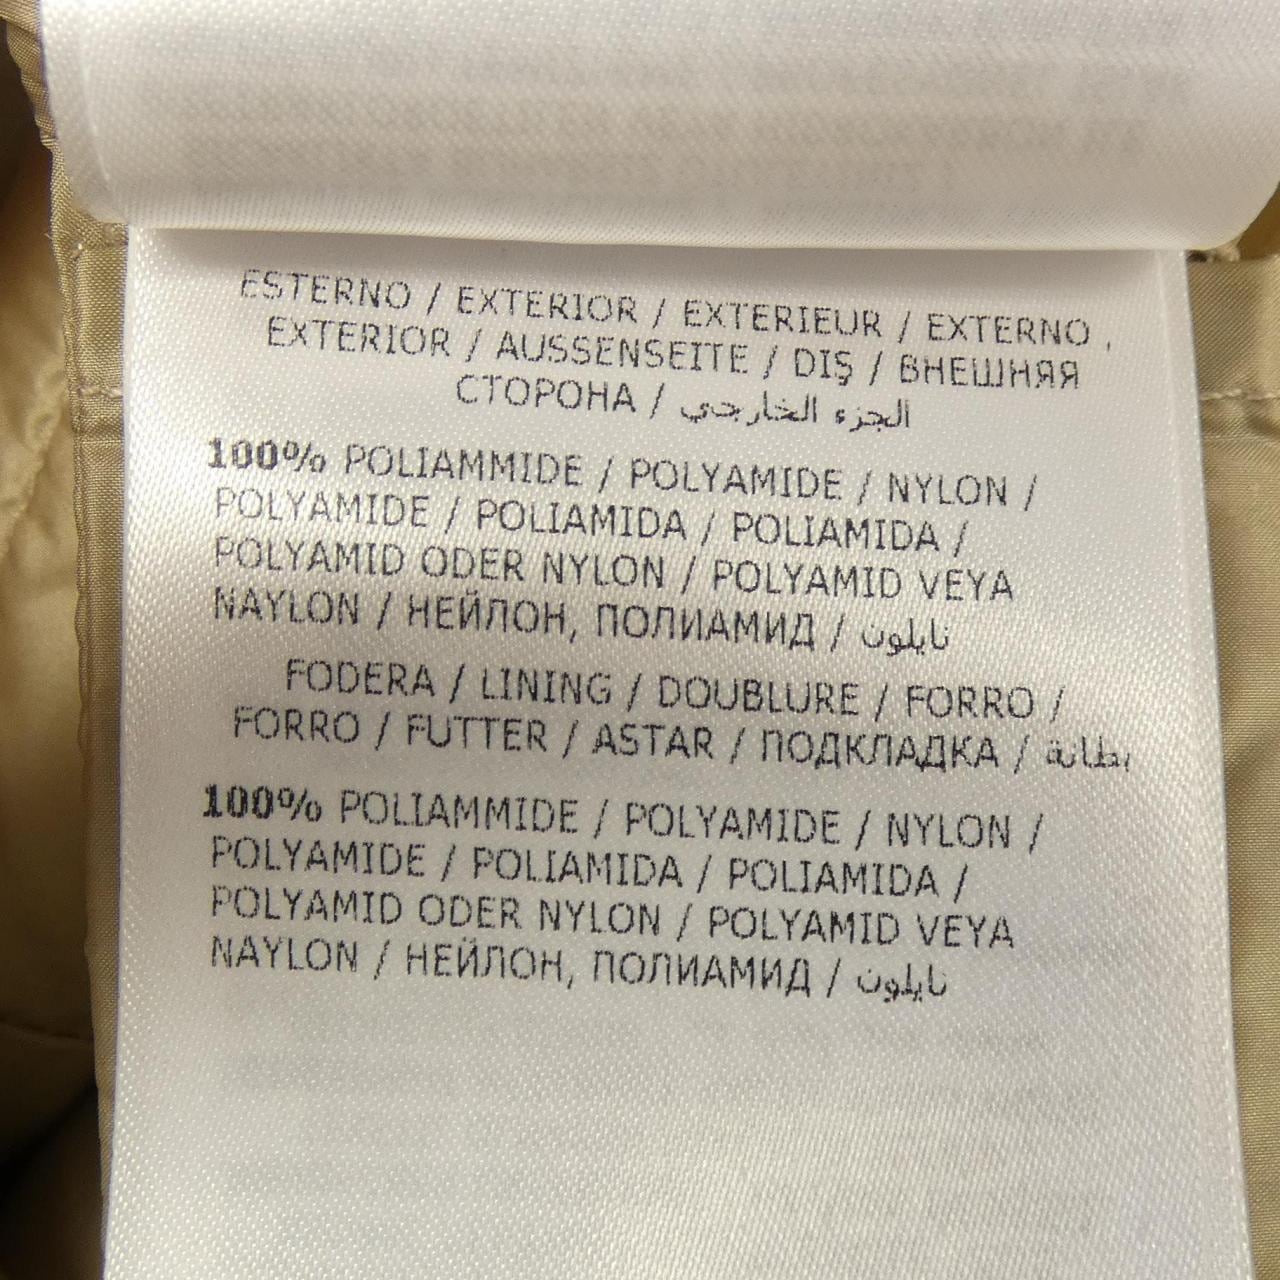 ESTERNO / EXTERIOR / EXTERIEUR / EXTERNO
EXTERIOR / AUSSENSEITE / DIŞ / ВНЕШНЯЯ
СТОРОНА / الجزء الخارجي
100% POLIAMMIDE / POLYAMIDE / NYLON /
POLYAMIDE / POLIAMIDA / POLIAMIDA /
POLYAMID ODER NYLON / POLYAMID VEYA
NAYLON / НЕЙЛОН, ПОЛИАМИД / نايلون
FODERA / LINING / DOUBLURE / FORRO /
FORRO / FUTTER / ASTAR / ПОДКЛАДКА / بطانة
100% POLIAMMIDE / POLYAMIDE / NYLON /
POLYAMIDE / POLIAMIDA / POLIAMIDA /
POLYAMID ODER NYLON / POLYAMID VEYA
NAYLON / НЕЙЛОН, ПОЛИАМИД / نايلون